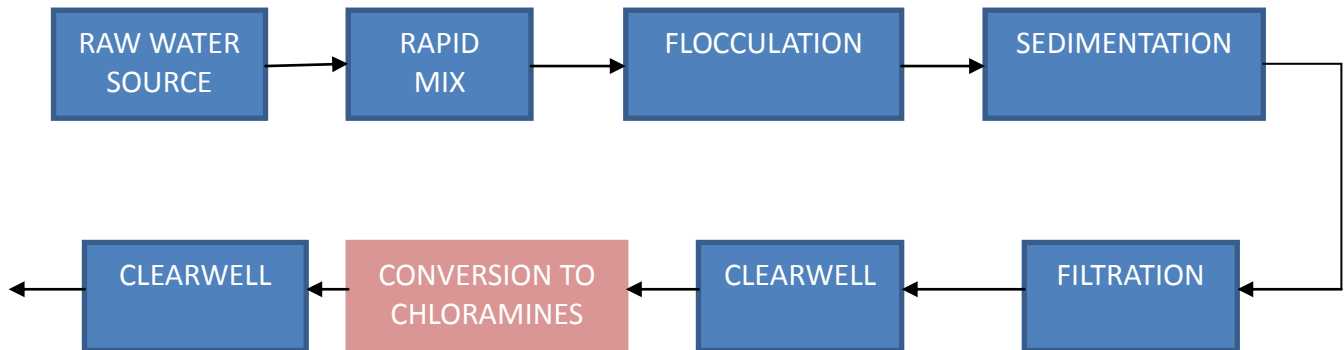 RAW WATER
SOURCE
RAPID
MIX
FLOCCULATION
SEDIMENTATION
CLEARWELL
CONVERSION TO
CHLORAMINES
CLEARWELL
FILTRATION